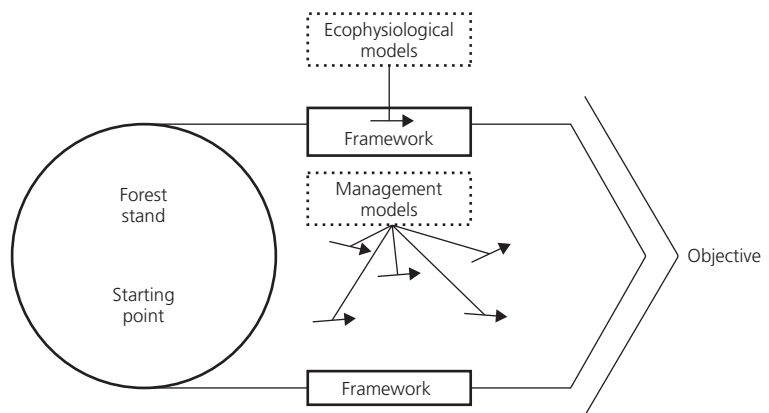 Ecophysiological
models
Framework
Forest
stand
Management
models
Objective
Starting
point
Framework